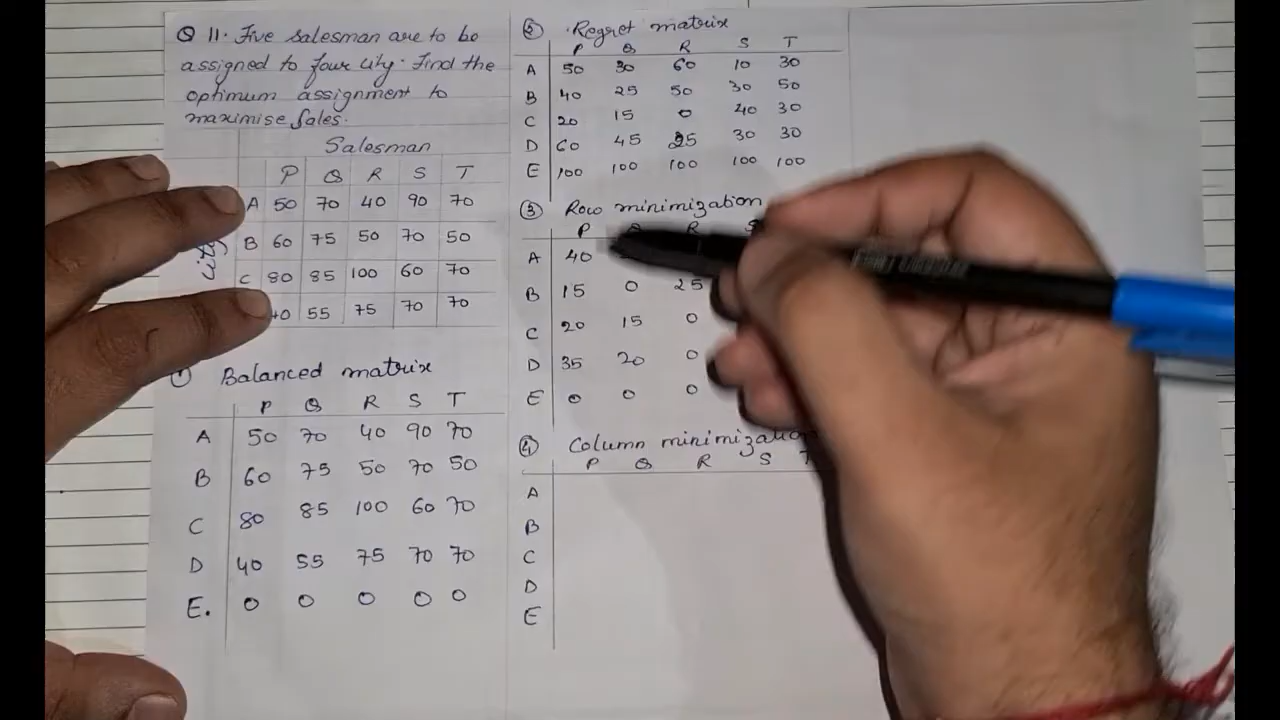 Q 11. Five salesman are to be
assigned to four city. Find the
optimum assignment to
maximise sales.
Salesman
P Q R S T
city
A 50 70 40 90 70
B 60 75 50 70 50
C 80 85 100 60 70
40 55 75 70 70
① Balanced matrix
P Q R S T
A 50 70 40 90 70
B 60 75 50 70 50
C 80 85 100 60 70
D 40 55 75 70 70
E. 0 0 0 0 0
② Regret matrix
P Q R S T
A 50 30 60 10 30
B 40 25 50 30 50
C 20 15 0 40 30
D 60 45 25 30 30
E 100 100 100 100 100
③ Row minimization
P Q R S
A 40
B 15 0 25
C 20 15 0
D 35 20 0
E 0 0 0
④ Column minimization
P Q R S T
A
B
C
D
E